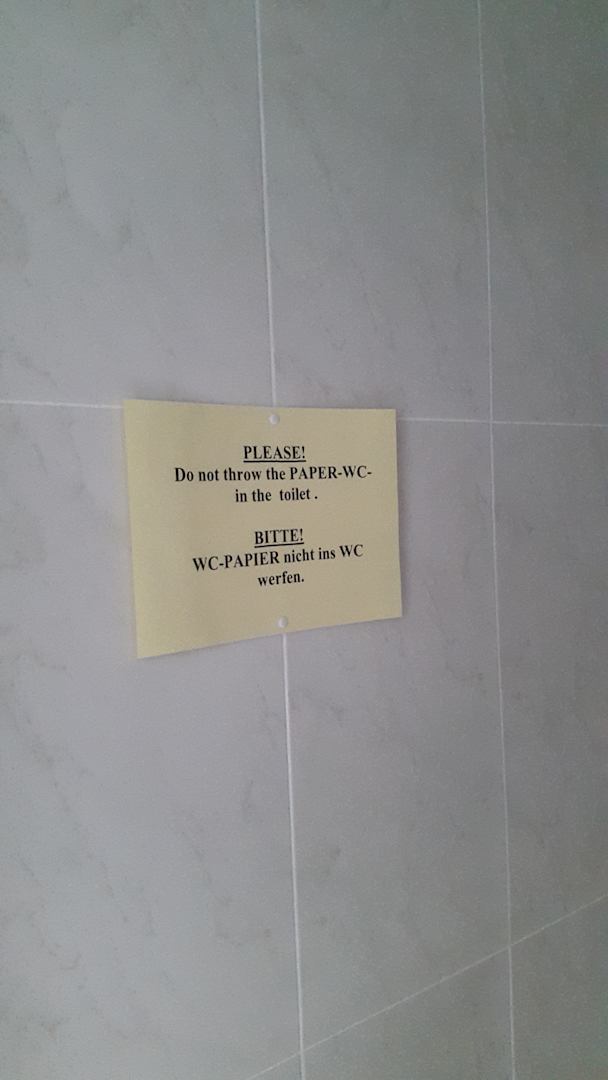 PLEASE!
Do not throw the PAPER-WC-
in the toilet .
BITTE!
WC-PAPIER nicht ins WC
werfen.